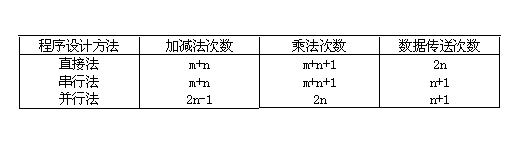 程序设计方法 加减法次数 乘法次数 数据传送次数
直接法 m+n m+n+1 2n
串行法 m+n m+n+1 n+1
并行法 2n-1 2n n+1